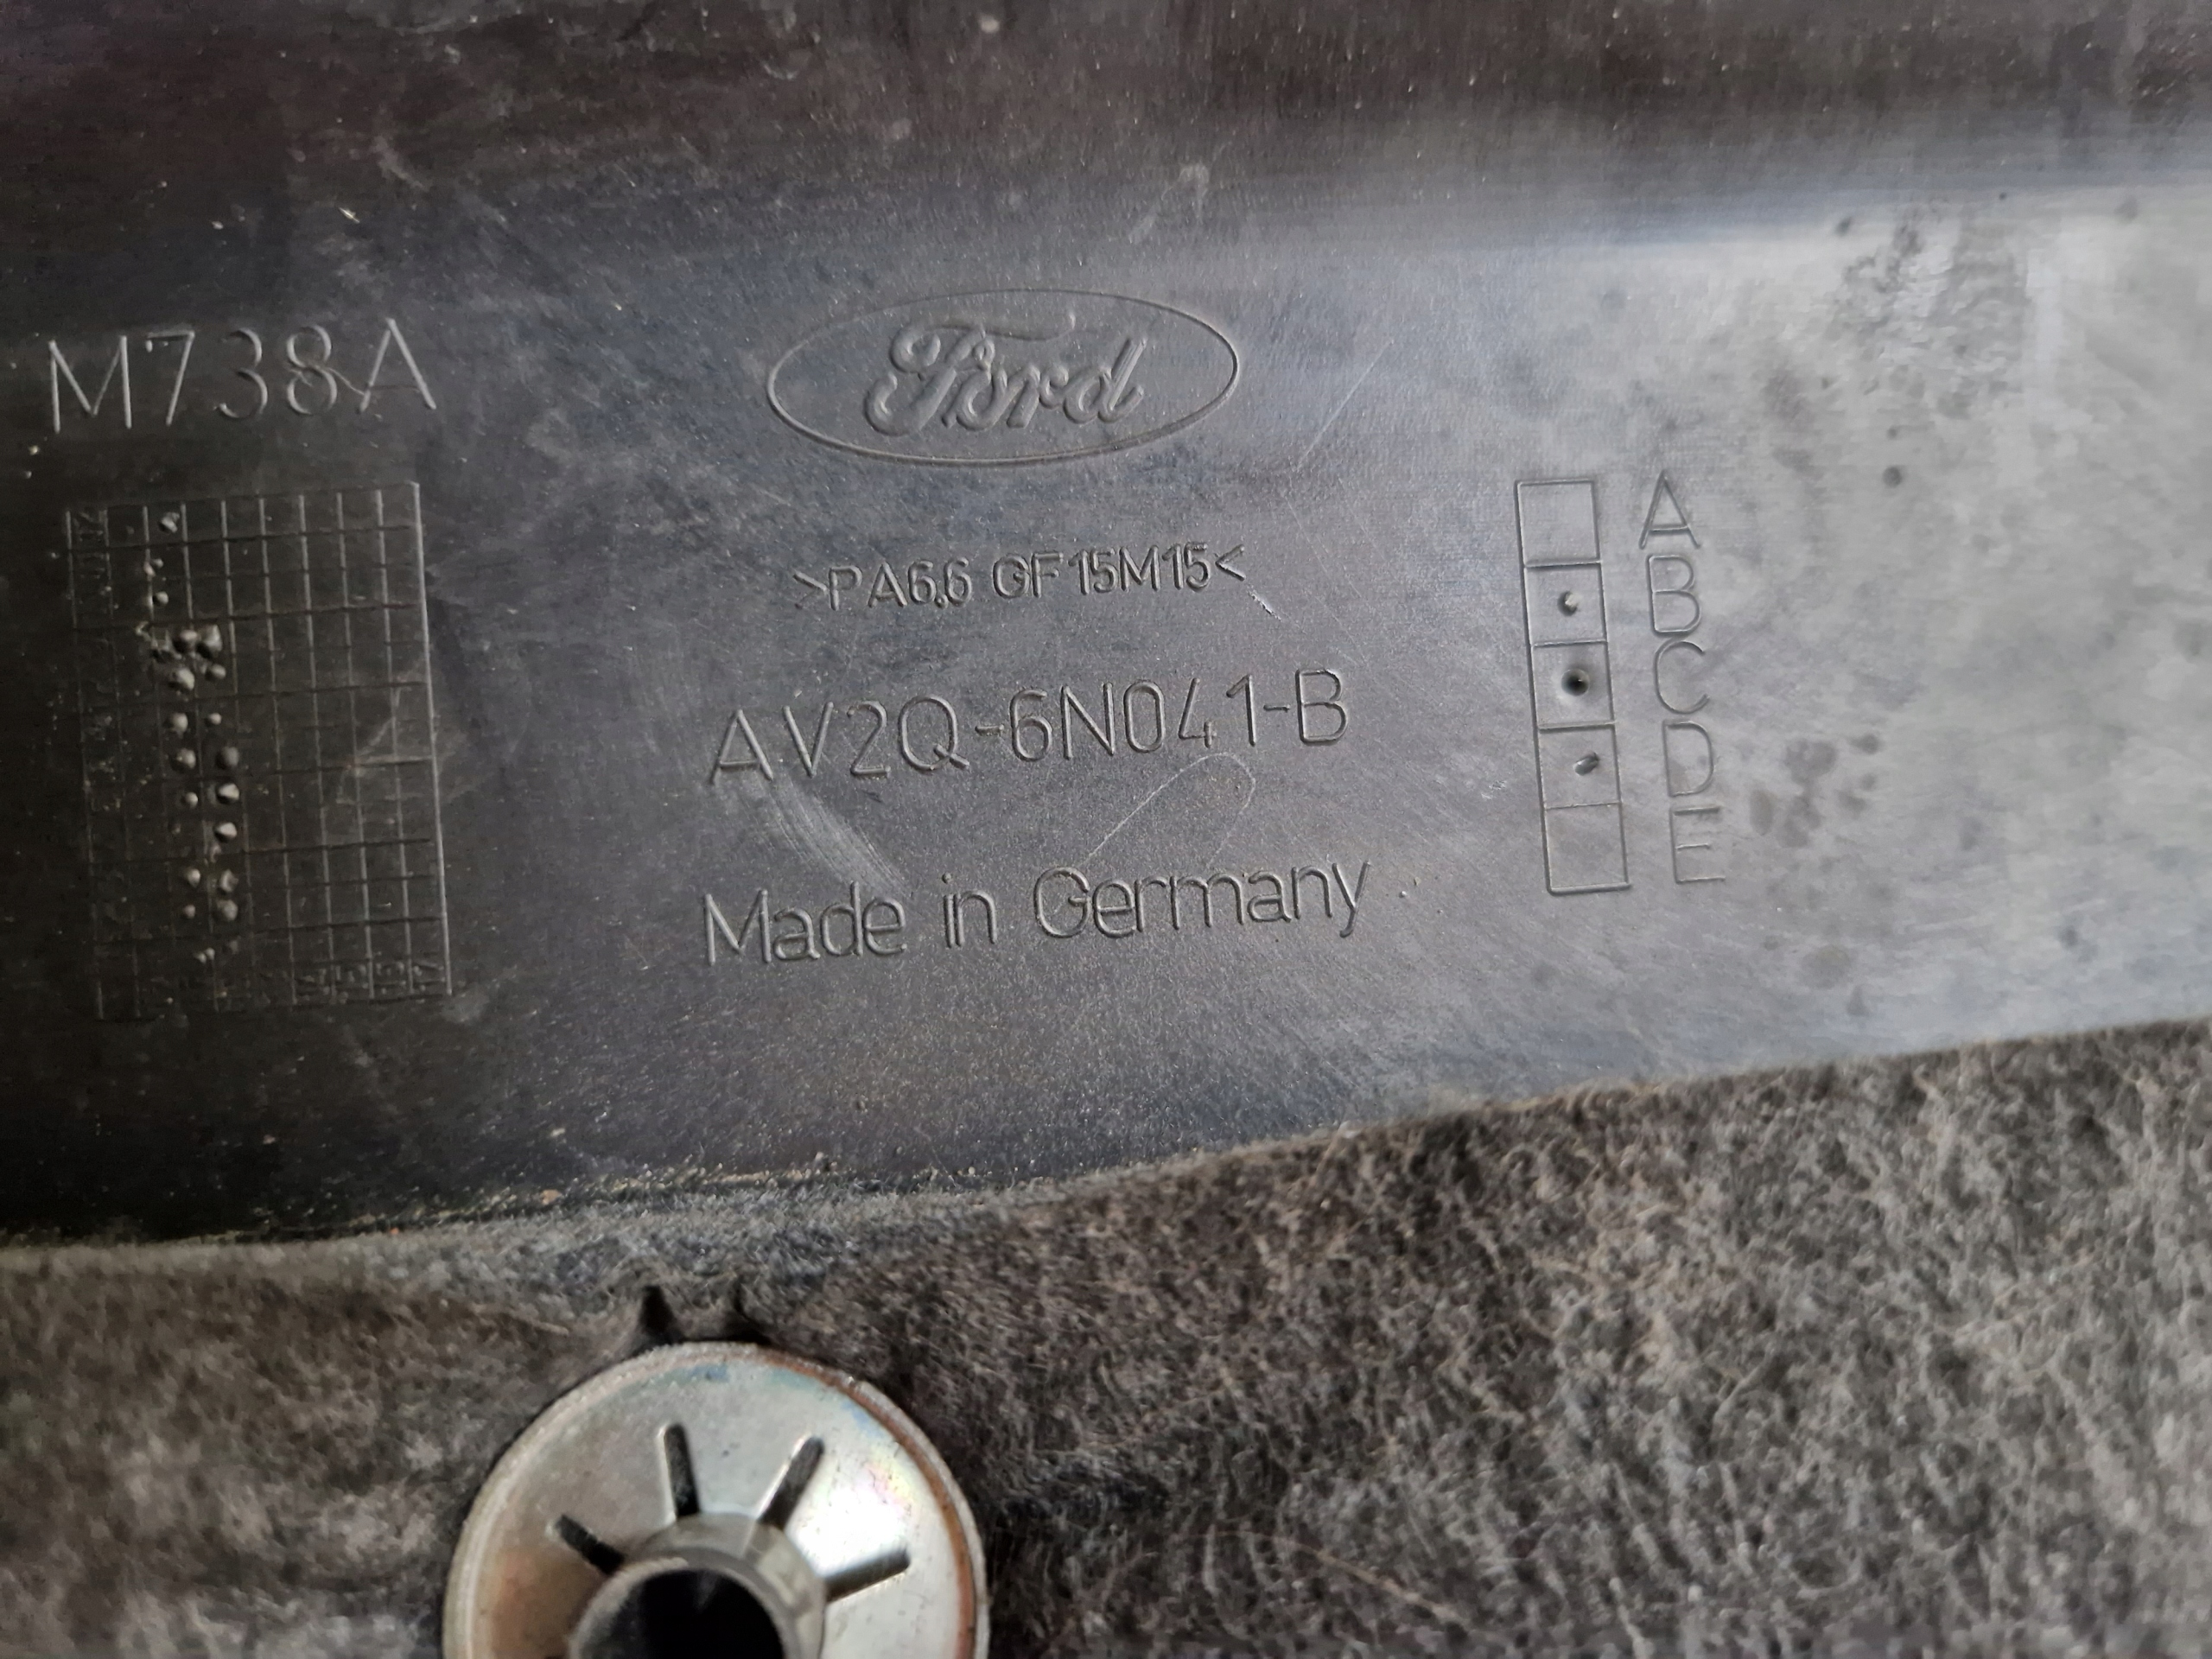 M738A
Ford
>PA6.6 GF15M15<
AV2Q-6N041-B
Made in Germany
A
B
C
D
E